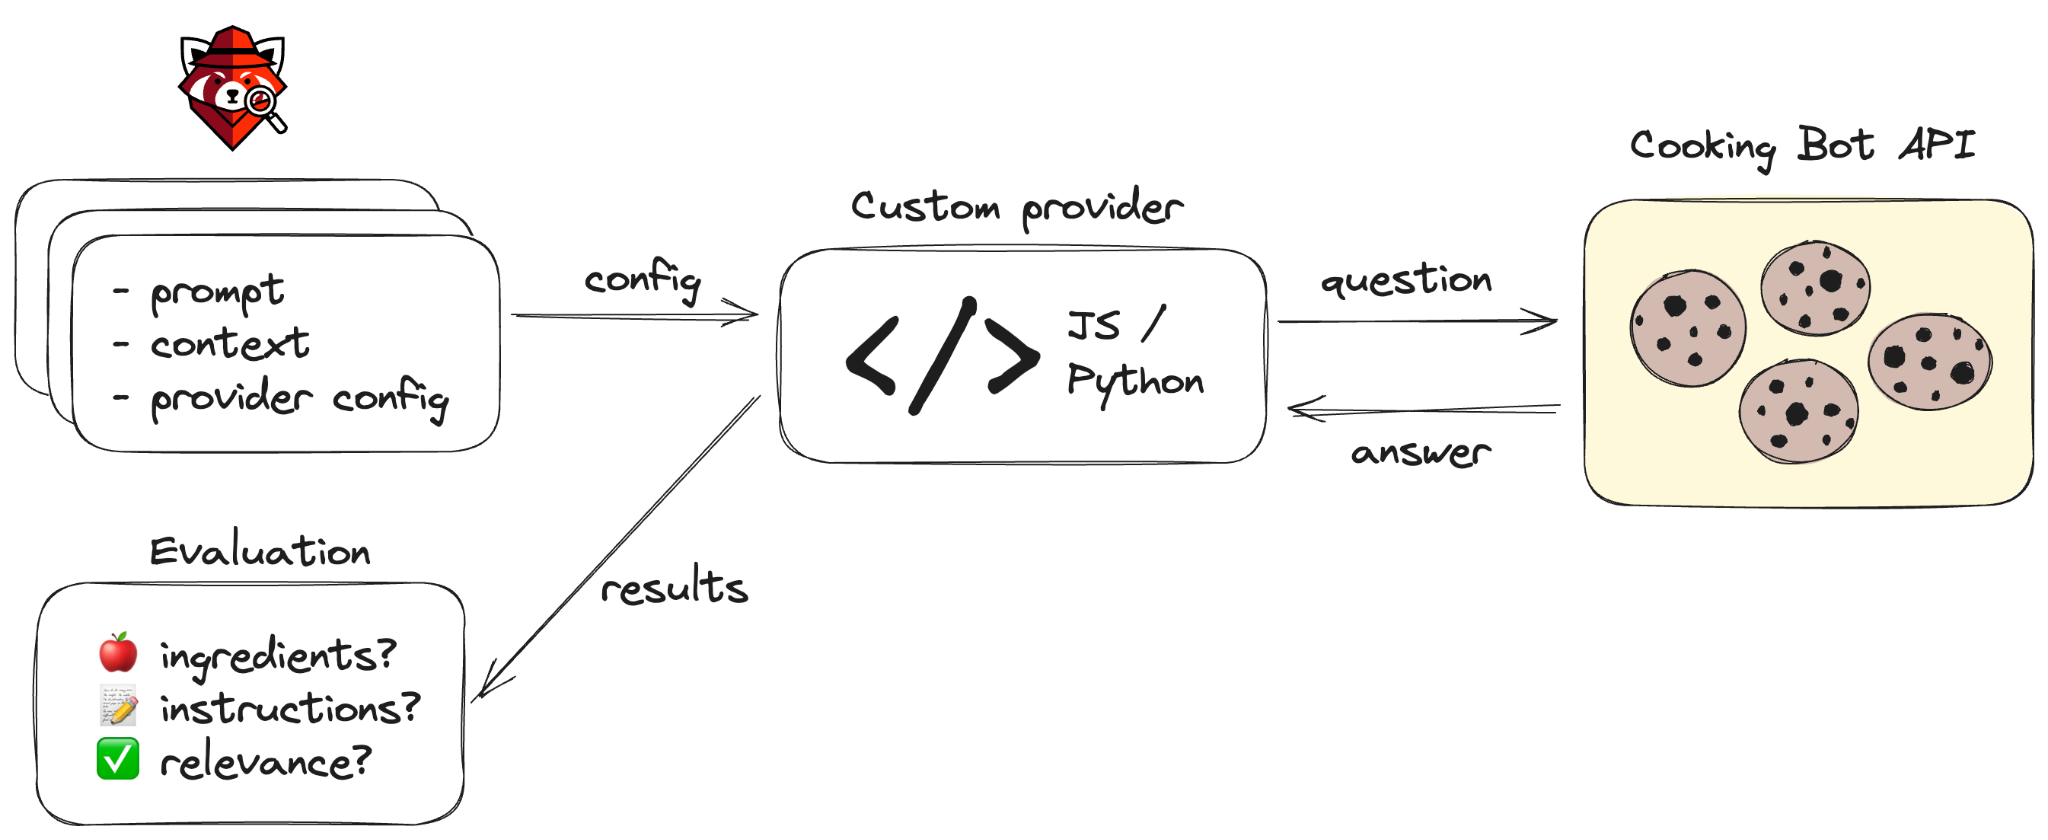 Cooking Bot API
Custom provider
- prompt
- context
- provider config
config
</>
JS /
Python
question
answer
results
Evaluation
🍎 ingredients?
📝 instructions?
✅ relevance?